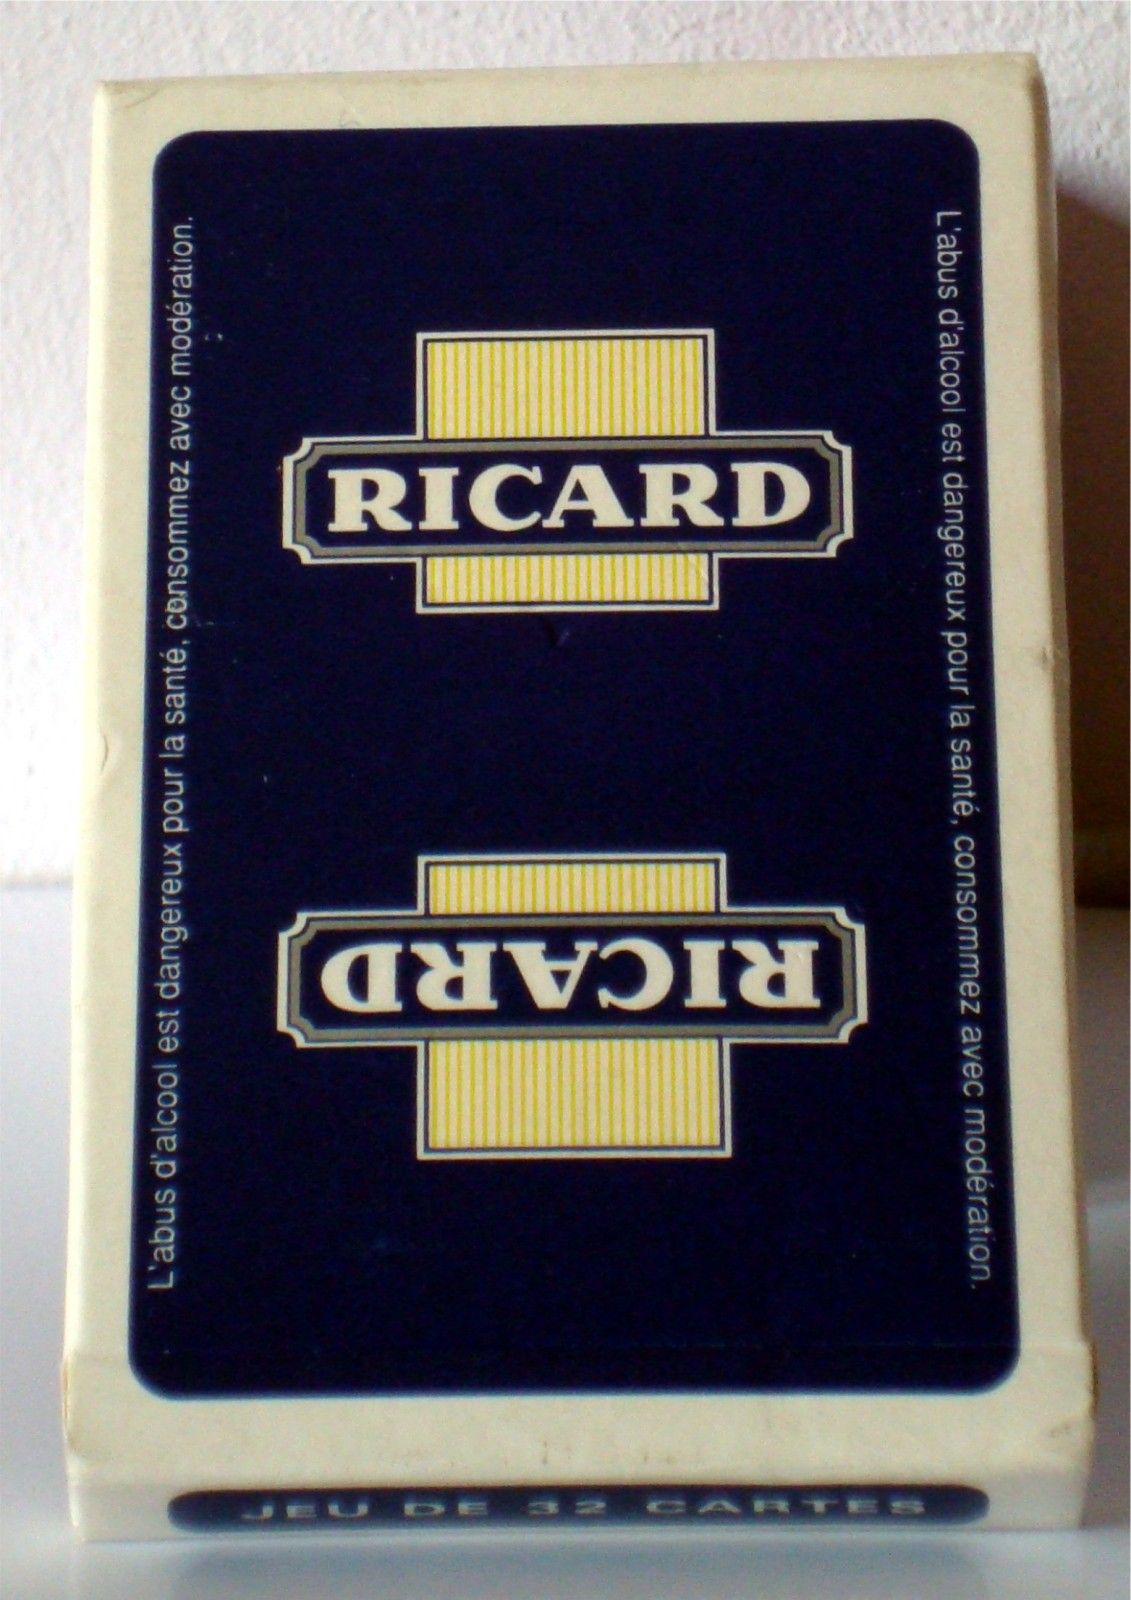 L'abus d'alcool est dangereux pour la santé, consommez avec modération.
RICARD
RICARD
L'abus d'alcool est dangereux pour la santé, consommez avec modération.
JEU DE 32 CARTES